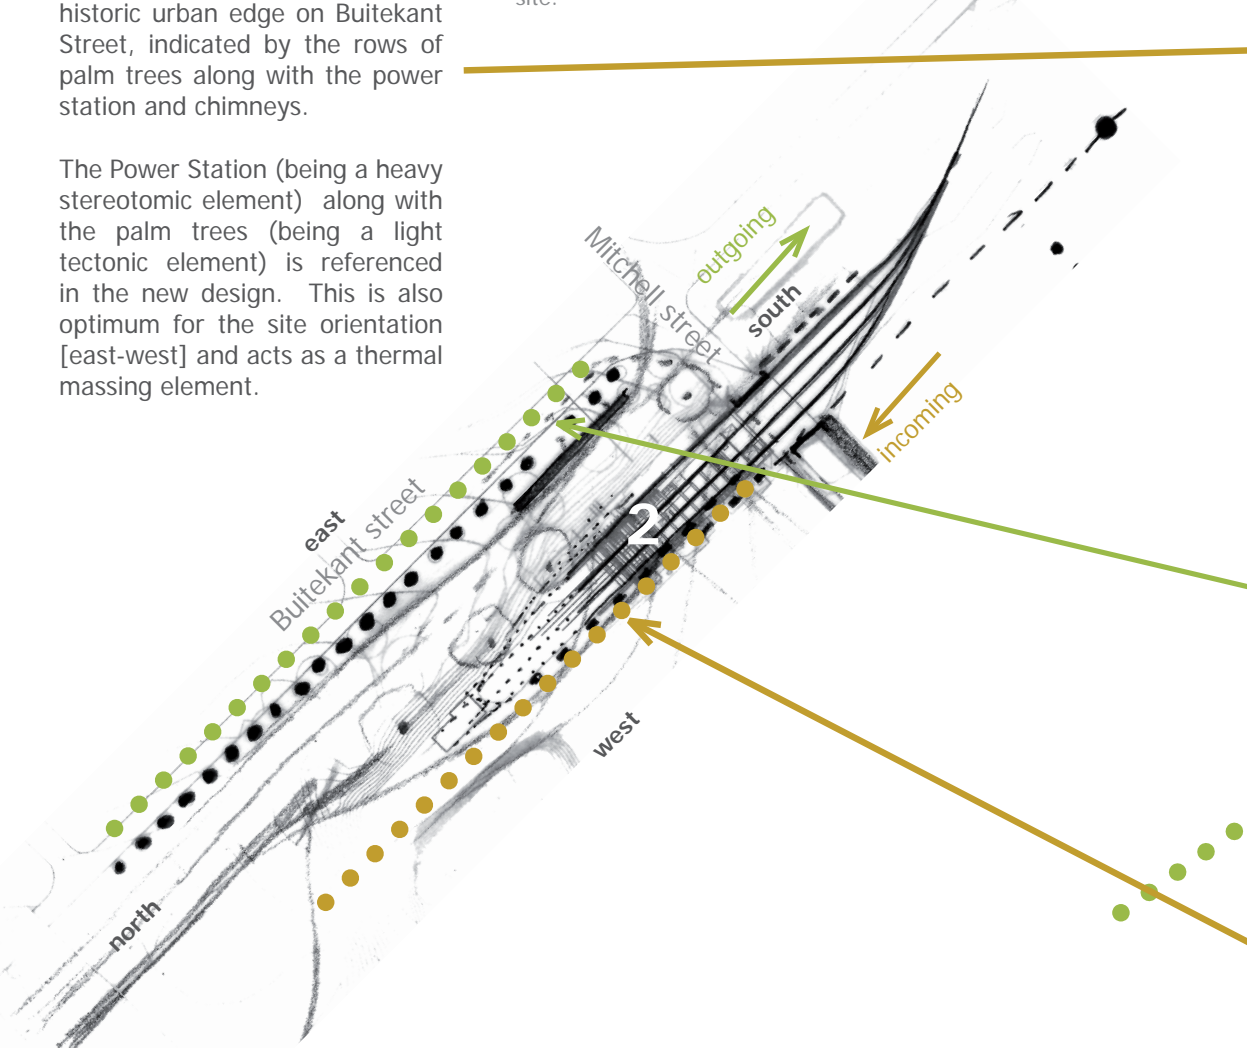 historic urban edge on Buitekant
Street, indicated by the rows of
palm trees along with the power
station and chimneys.
The Power Station (being a heavy
stereotomic element) along with
the palm trees (being a light
tectonic element) is referenced
in the new design. This is also
optimum for the site orientation
[east-west] and acts as a thermal
massing element.
site.
Mitchell street
outgoing
south
incoming
east
Buitekant street
2
west
north